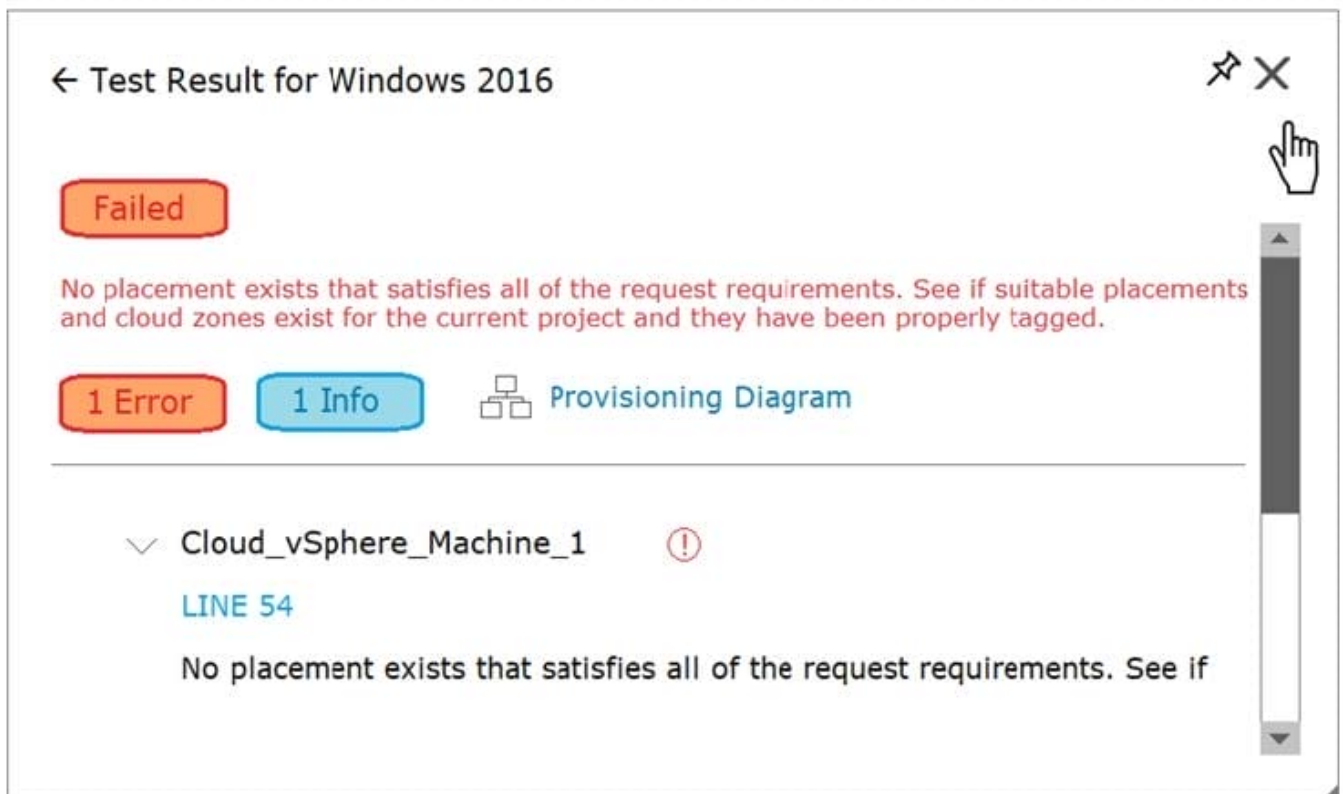 ← Test Result for Windows 2016
Failed
No placement exists that satisfies all of the request requirements. See if suitable placements
and cloud zones exist for the current project and they have been properly tagged.
1 Error 1 Info Provisioning Diagram
Cloud_vSphere_Machine_1
LINE 54
No placement exists that satisfies all of the request requirements. See if